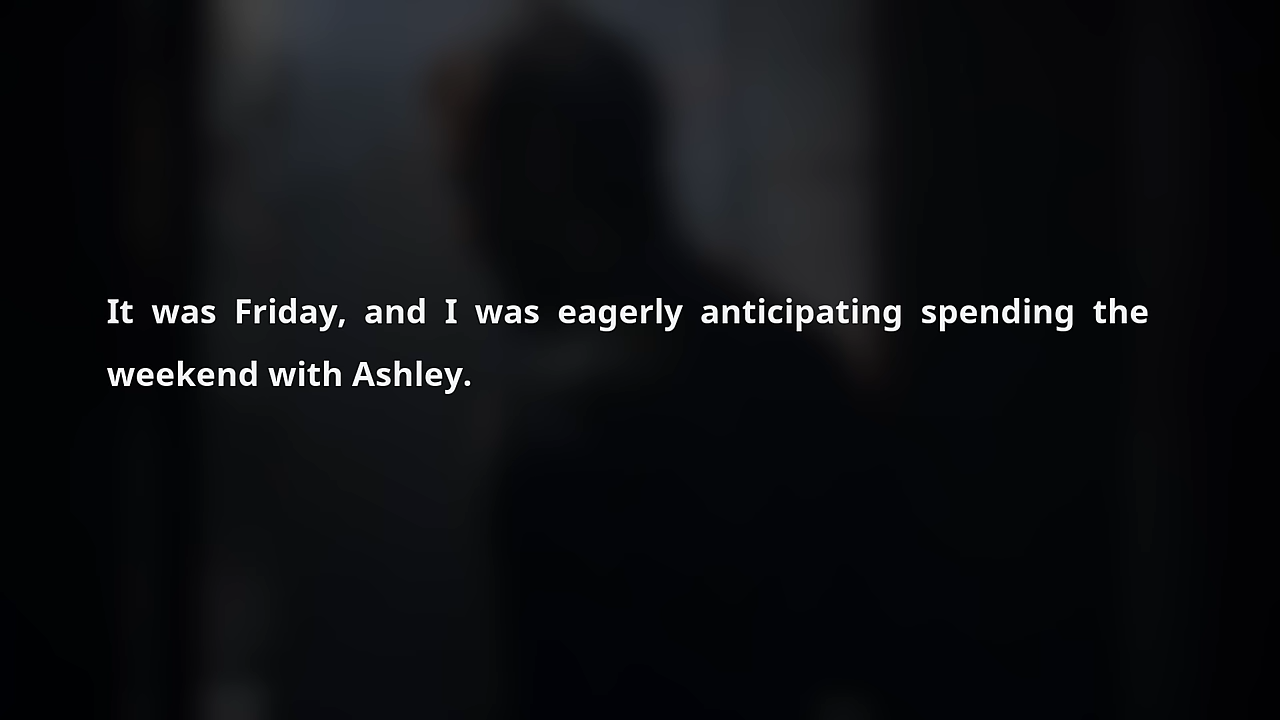 It was Friday, and I was eagerly anticipating spending the
weekend with Ashley.